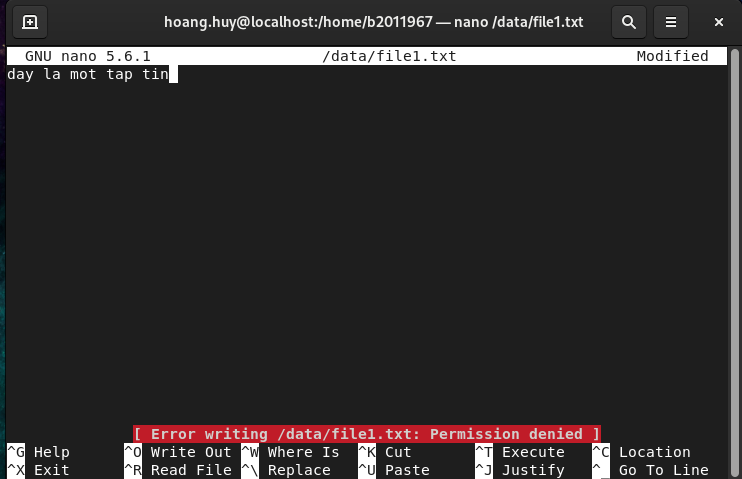 hoang.huy@localhost:/home/b2011967 — nano /data/file1.txt
GNU nano 5.6.1 /data/file1.txt Modified
day la mot tap tin
[ Error writing /data/file1.txt: Permission denied ]
^G Help ^O Write Out ^W Where Is ^K Cut ^T Execute ^C Location
^X Exit ^R Read File ^\ Replace ^U Paste ^J Justify ^_ Go To Line